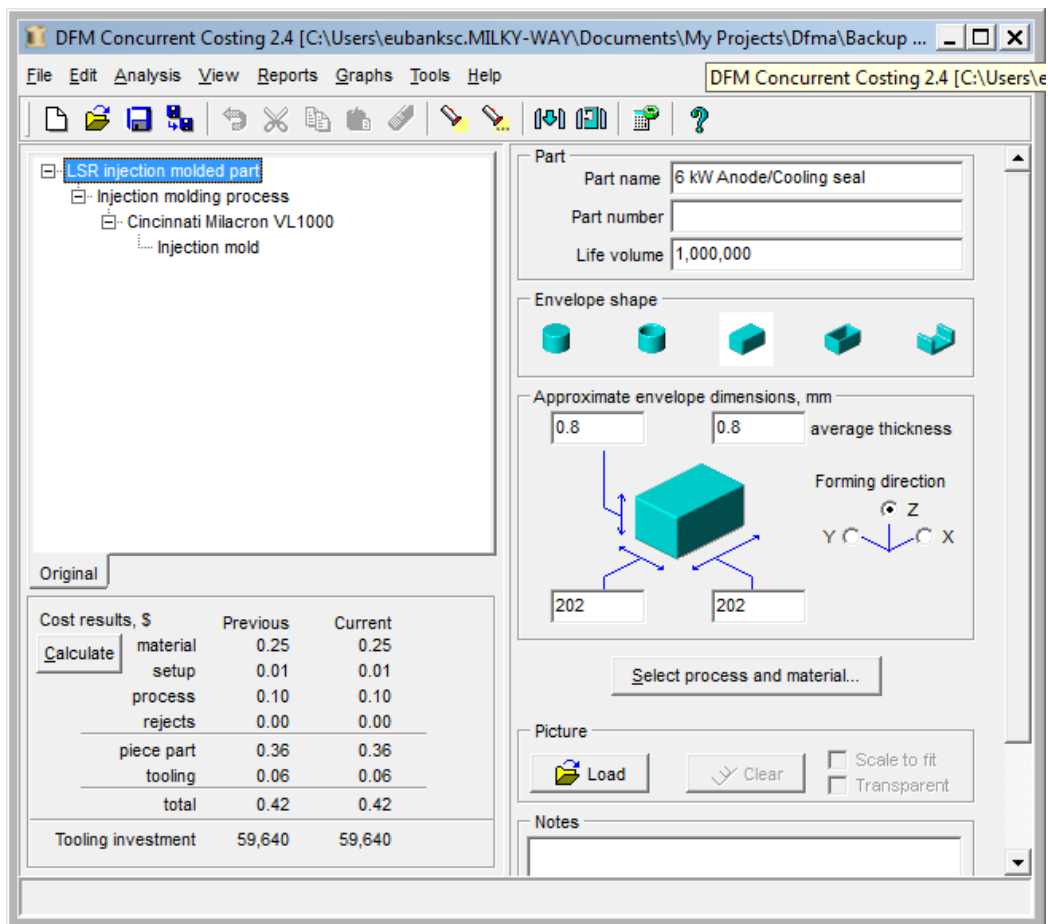 DFM Concurrent Costing 2.4 [C:\Users\eubanksc.MILKY-WAY\Documents\My Projects\Dfma\Backup ...
File Edit Analysis View Reports Graphs Tools Help
DFM Concurrent Costing 2.4 [C:\Users\e
LSR injection molded part
Injection molding process
Cincinnati Milacron VL1000
Injection mold
Original
Cost results, $ Previous Current
Calculate
material 0.25 0.25
setup 0.01 0.01
process 0.10 0.10
rejects 0.00 0.00
piece part 0.36 0.36
tooling 0.06 0.06
total 0.42 0.42
Tooling investment 59,640 59,640
Part
Part name 6 kW Anode/Cooling seal
Part number
Life volume 1,000,000
Envelope shape
Approximate envelope dimensions, mm
0.8 0.8 average thickness
Forming direction
Z
Y X
202 202
Select process and material...
Picture
Load Clear Scale to fit
Transparent
Notes